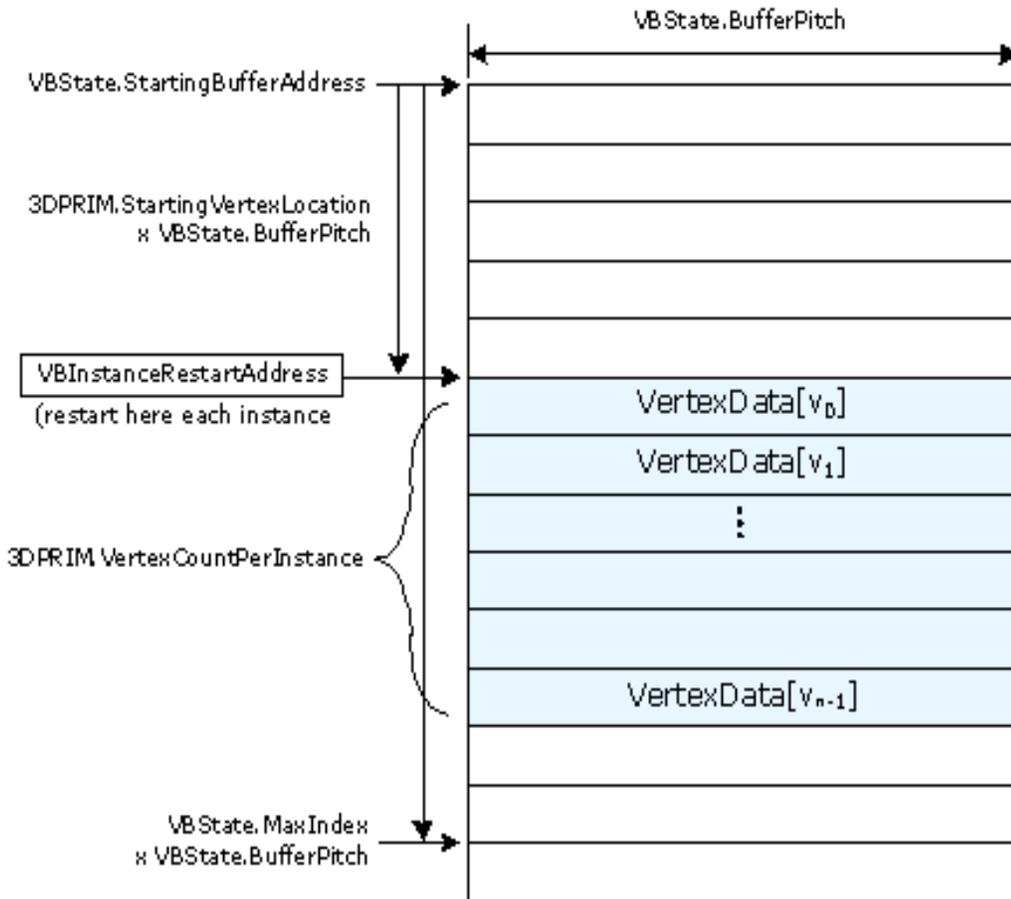 VBState.BufferPitch
VBState.StartingBufferAddress
3DPRIM.StartingVertexLocation
x VBState.BufferPitch
VBInstanceRestartAddress
(restart here each instance
VertexData[v₀]
VertexData[v₁]
⋮
3DPRIM.VertexCountPerInstance
VertexData[vₙ₋₁]
VBState.MaxIndex
x VBState.BufferPitch